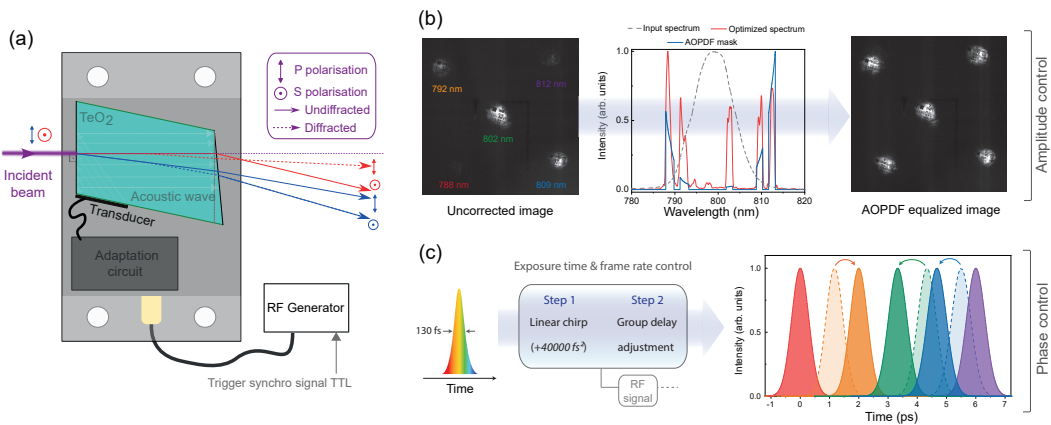 (a)
P polarisation
S polarisation
Undiffracted
Diffracted
TeO₂
Incident
beam
Acoustic wave
Transducer
Adaptation
circuit
RF Generator
Trigger synchro signal TTL
(b)
792 nm
812 nm
802 nm
788 nm
809 nm
Uncorrected image
Input spectrum
Optimized spectrum
AOPDF mask
Intensity (arb. units)
1.0
0.5
0.0
780
790
800
810
820
Wavelength (nm)
AOPDF equalized image
Amplitude control
(c)
Exposure time & frame rate control
130 fs
Time
Step 1
Linear chirp
(+40000 fs²)
Step 2
Group delay
adjustment
RF
signal
Intensity (arb. units)
1.0
0.5
0.0
-1
0
1
2
3
4
5
6
7
Time (ps)
Phase control